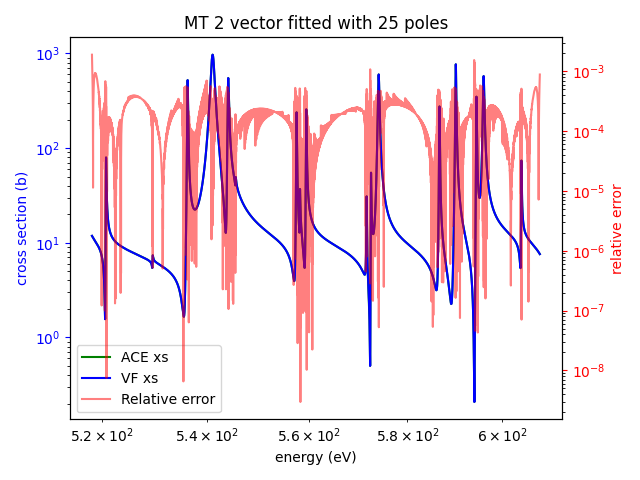 MT 2 vector fitted with 25 poles
10³
10²
10¹
10⁰
cross section (b)
10⁻³
10⁻⁴
10⁻⁵
10⁻⁶
10⁻⁷
10⁻⁸
relative error
ACE xs
VF xs
Relative error
5.2 × 10² 5.4 × 10² 5.6 × 10² 5.8 × 10² 6 × 10²
energy (eV)